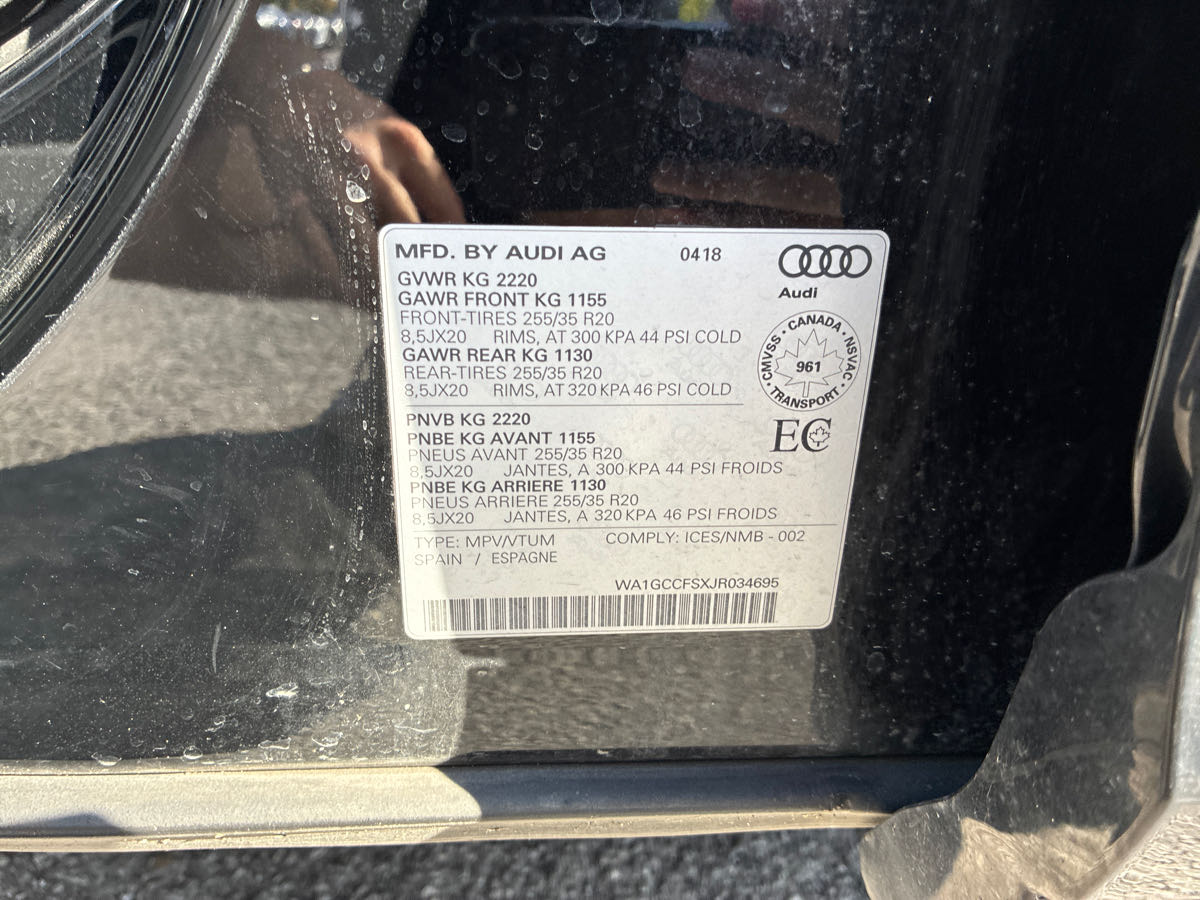 MFD. BY AUDI AG 0418
Audi
GVWR KG 2220
GAWR FRONT KG 1155
FRONT-TIRES 255/35 R20
8,5JX20 RIMS, AT 300 KPA 44 PSI COLD
GAWR REAR KG 1130
REAR-TIRES 255/35 R20
8,5JX20 RIMS, AT 320 KPA 46 PSI COLD
CMVSS • CANADA • NSVAC • TRANSPORT •
961
EC
PNVB KG 2220
PNBE KG AVANT 1155
PNEUS AVANT 255/35 R20
8,5JX20 JANTES, A 300 KPA 44 PSI FROIDS
PNBE KG ARRIERE 1130
PNEUS ARRIERE 255/35 R20
8,5JX20 JANTES, A 320 KPA 46 PSI FROIDS
TYPE: MPV/VTUM COMPLY: ICES/NMB - 002
SPAIN / ESPAGNE
WA1GCCFSXJR034695